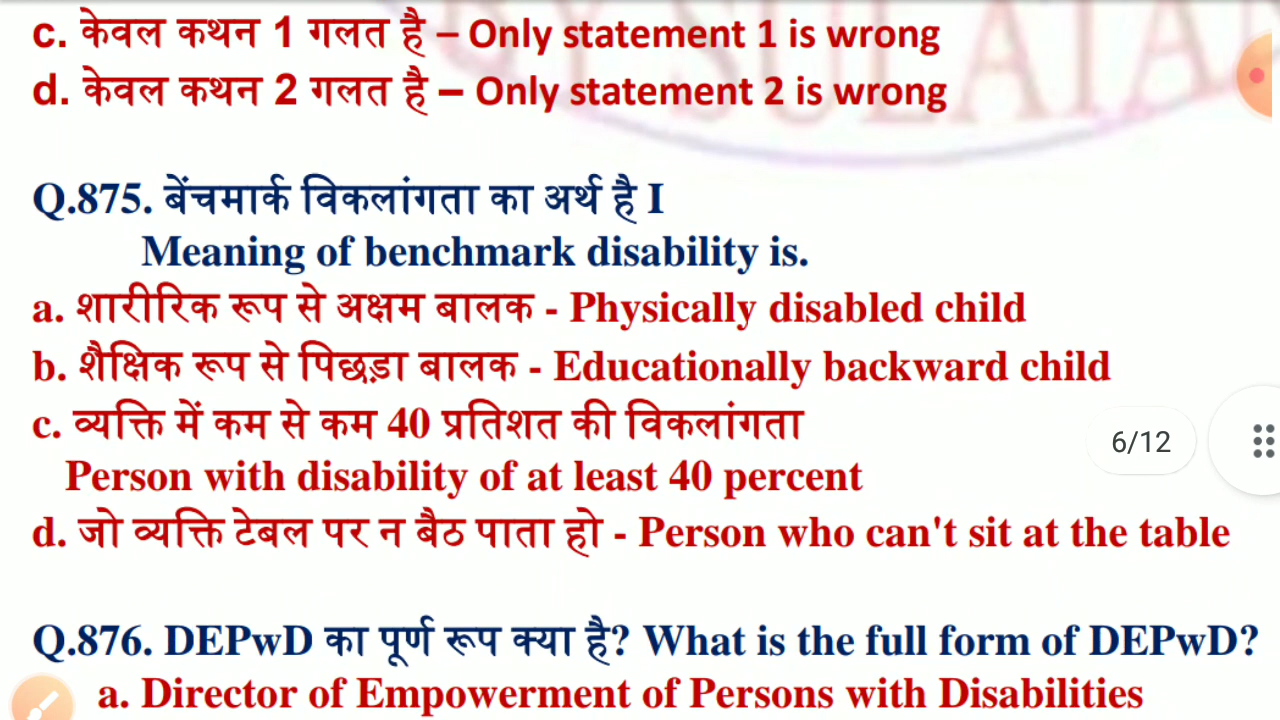 c. केवल कथन 1 गलत है – Only statement 1 is wrong
d. केवल कथन 2 गलत है – Only statement 2 is wrong
Q.875. बेंचमार्क विकलांगता का अर्थ है I
Meaning of benchmark disability is.
a. शारीरिक रूप से अक्षम बालक - Physically disabled child
b. शैक्षिक रूप से पिछड़ा बालक - Educationally backward child
c. व्यक्ति में कम से कम 40 प्रतिशत की विकलांगता
Person with disability of at least 40 percent
6/12
d. जो व्यक्ति टेबल पर न बैठ पाता हो - Person who can't sit at the table
Q.876. DEPwD का पूर्ण रूप क्या है? What is the full form of DEPwD?
a. Director of Empowerment of Persons with Disabilities